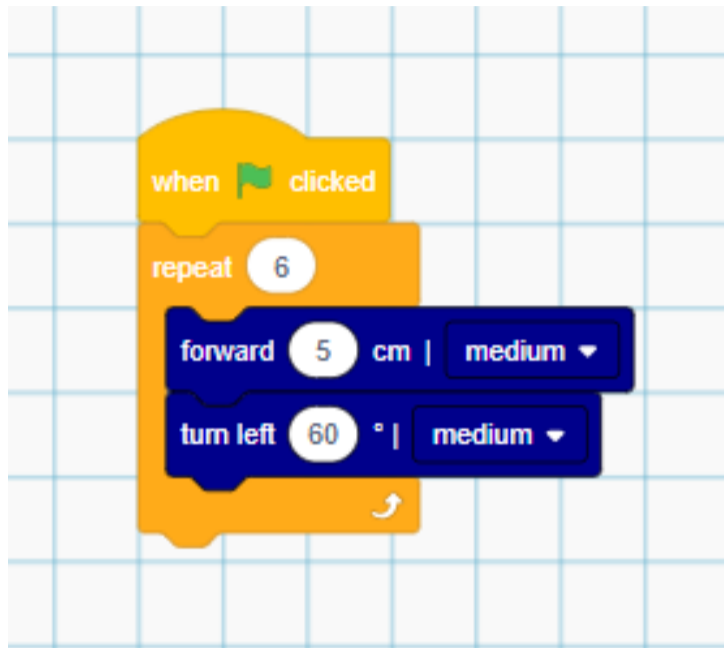 when clicked
repeat 6
forward 5 cm | medium
turn left 60 ° | medium